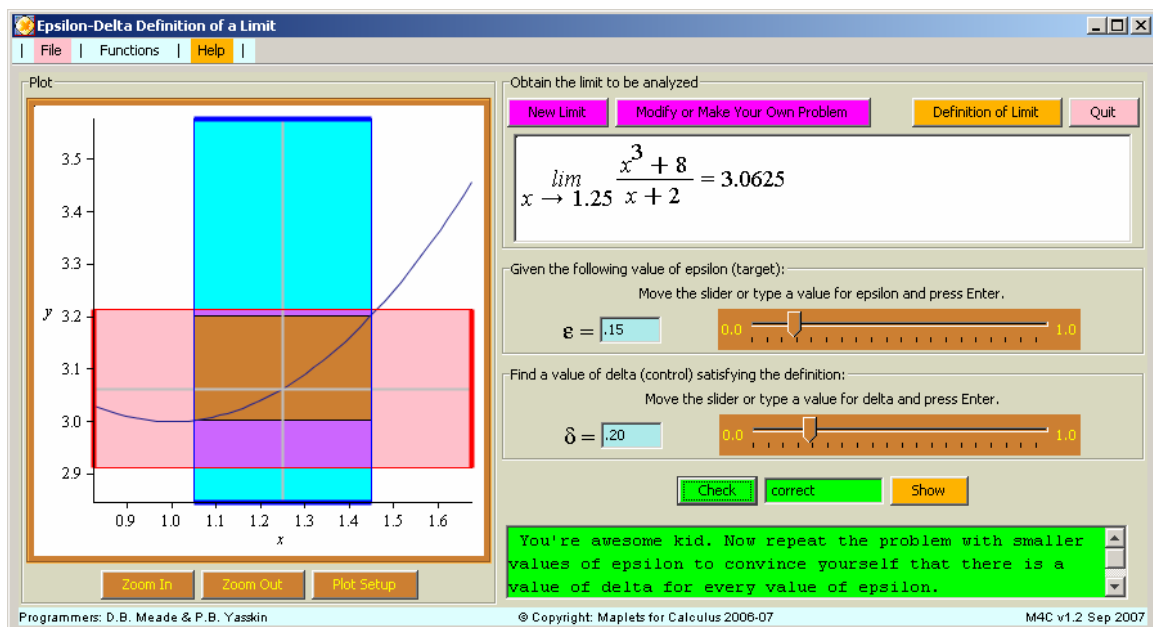 Epsilon-Delta Definition of a Limit
| File | Functions | Help |
Plot
3.5
3.4
3.3
y 3.2
3.1
3.0
2.9
0.9 1.0 1.1 1.2 1.3 1.4 1.5 1.6
x
Zoom In Zoom Out Plot Setup
Obtain the limit to be analyzed
New Limit Modify or Make Your Own Problem Definition of Limit Quit
lim x → 1.25 (x^3 + 8)/(x + 2) = 3.0625
Given the following value of epsilon (target):
Move the slider or type a value for epsilon and press Enter.
ε = .15 0.0 1.0
Find a value of delta (control) satisfying the definition:
Move the slider or type a value for delta and press Enter.
δ = .20 0.0 1.0
Check correct Show
You're awesome kid. Now repeat the problem with smaller
values of epsilon to convince yourself that there is a
value of delta for every value of epsilon.
Programmers: D.B. Meade & P.B. Yasskin © Copyright: Maplets for Calculus 2006-07 M4C v1.2 Sep 2007